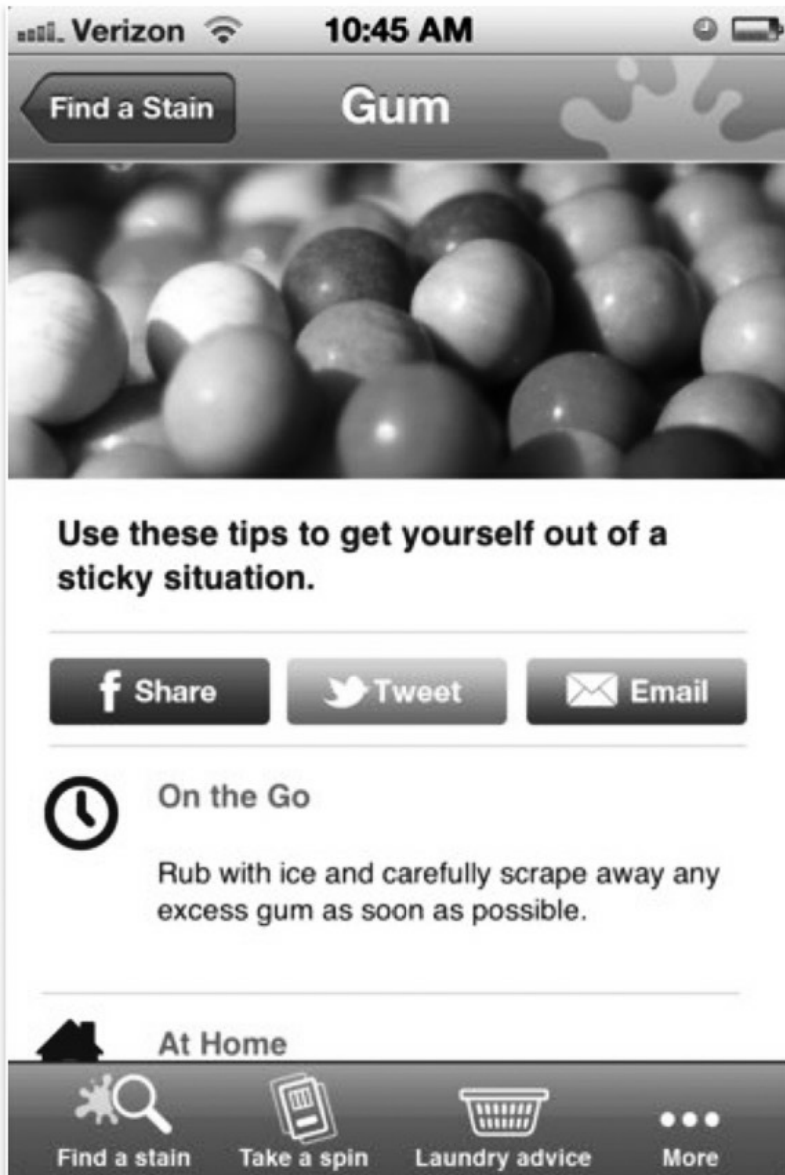 Verizon 10:45 AM
Find a Stain Gum
Use these tips to get yourself out of a
sticky situation.
f Share Tweet Email
On the Go
Rub with ice and carefully scrape away any
excess gum as soon as possible.
At Home
Find a stain Take a spin Laundry advice More